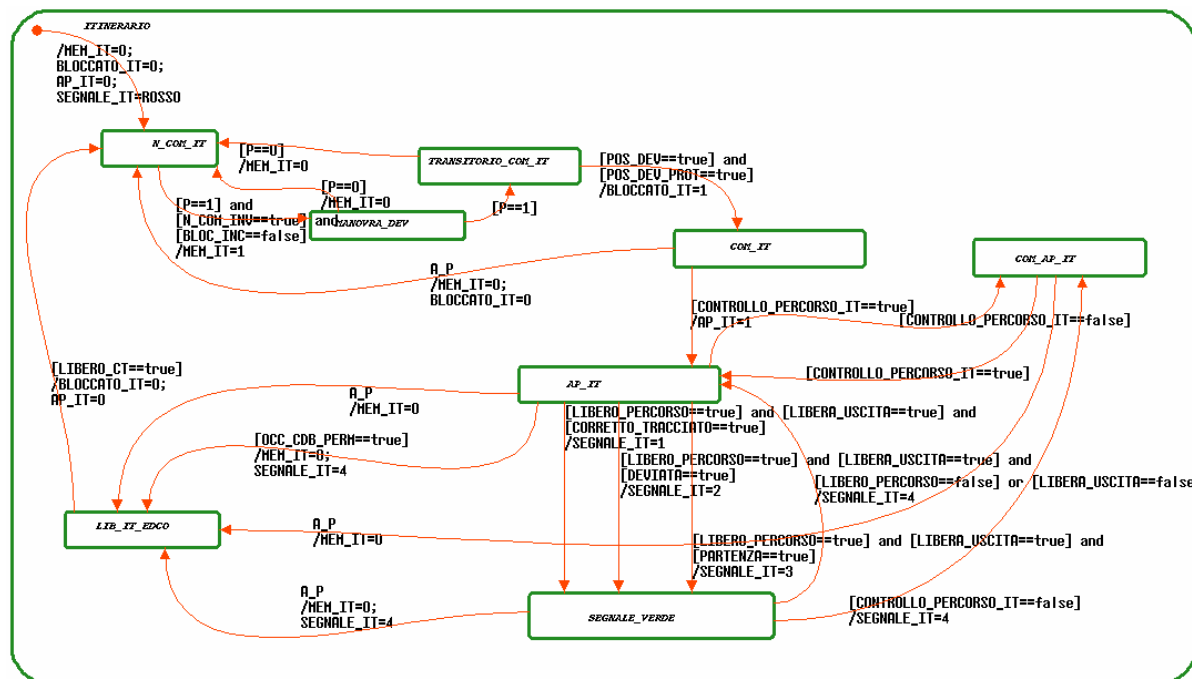 ITINERARIO
/MEM_IT=0;
BLOCCATO_IT=0;
AP_IT=0;
SEGNALE_IT=ROSSO
N_COM_IT
[P==0]
/MEM_IT=0
TRANSITORIO_COM_IT
[POS_DEV==true] and
[POS_DEV_PROT==true]
/BLOCCATO_IT=1
[P==0]
/MEM_IT=0
[P==1] and
[N_COM_INV==true] and
[BLOC_INC==false]
/MEM_IT=1
MANOVRA_DEV
[P==1]
COM_IT
COM_AP_IT
A_P
/MEM_IT=0;
BLOCCATO_IT=0
[CONTROLLO_PERCORSO_IT==true]
/AP_IT=1
[CONTROLLO_PERCORSO_IT==false]
[LIBERO_CT==true]
/BLOCCATO_IT=0;
AP_IT=0
[CONTROLLO_PERCORSO_IT==true]
AP_IT
A_P
/MEM_IT=0
[LIBERO_PERCORSO==true] and [LIBERA_USCITA==true] and
[CORRETTO_TRACCIATO==true]
/SEGNALE_IT=1
[OCC_CDB_PERM==true]
/MEM_IT=0;
SEGNALE_IT=4
[LIBERO_PERCORSO==true] and [LIBERA_USCITA==true] and
[DEVIATA==true]
/SEGNALE_IT=2
[LIBERO_PERCORSO==false] or [LIBERA_USCITA==false
/SEGNALE_IT=4
LIB_IT_EDCO
A_P
/MEM_IT=0
[LIBERO_PERCORSO==true] and [LIBERA_USCITA==true] and
[PARTENZA==true]
/SEGNALE_IT=3
A_P
/MEM_IT=0;
SEGNALE_IT=4
SEGNALE_VERDE
[CONTROLLO_PERCORSO_IT==false]
/SEGNALE_IT=4